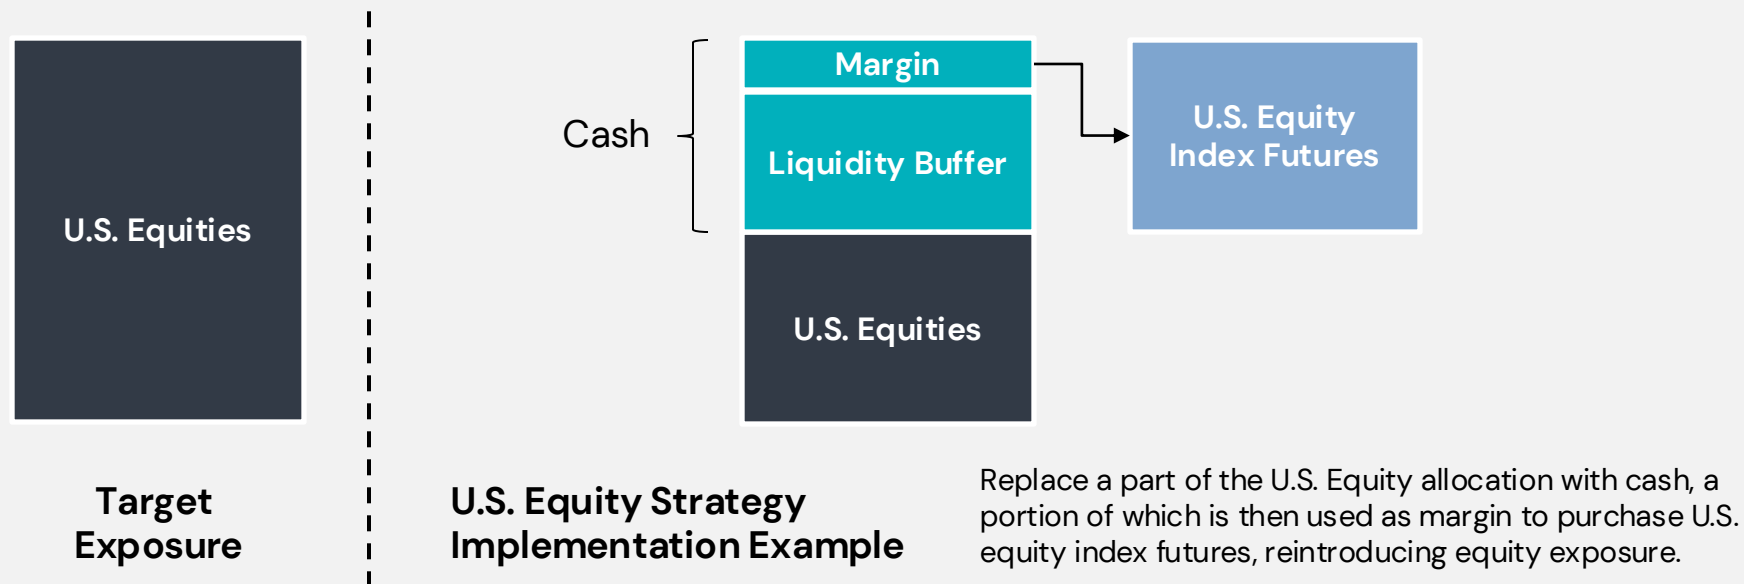 U.S. Equities
Target
Exposure
Cash
Margin
Liquidity Buffer
U.S. Equities
U.S. Equity
Index Futures
U.S. Equity Strategy
Implementation Example
Replace a part of the U.S. Equity allocation with cash, a
portion of which is then used as margin to purchase U.S.
equity index futures, reintroducing equity exposure.